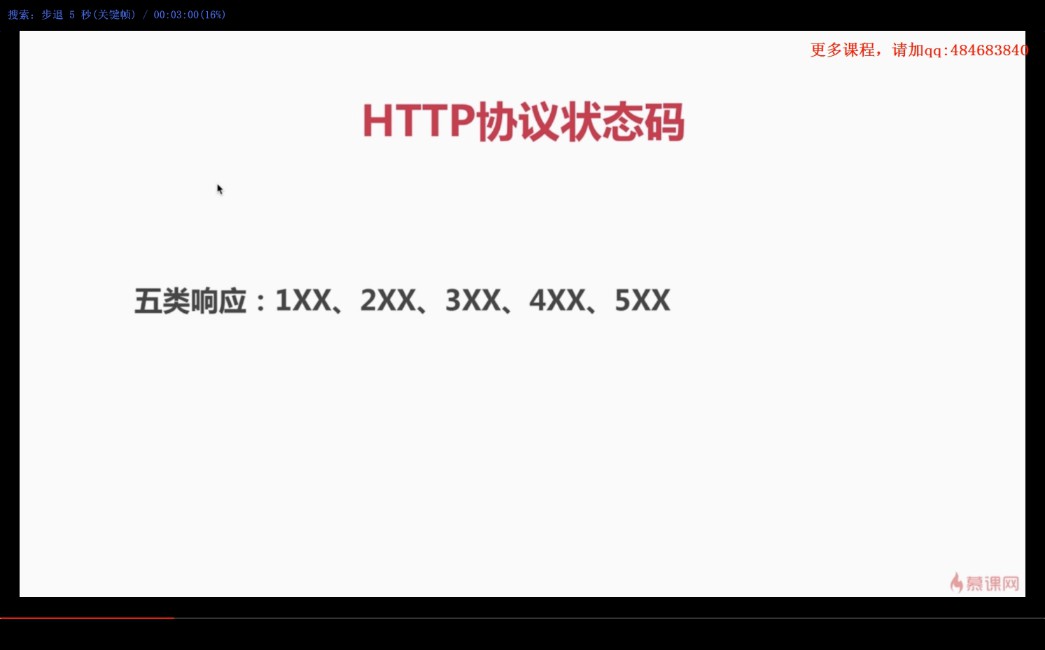 搜索: 步退 5 秒(关键帧) / 00:03:00(16%)
更多课程，请加qq:484683840
HTTP协议状态码
五类响应：1XX、2XX、3XX、4XX、5XX
慕课网